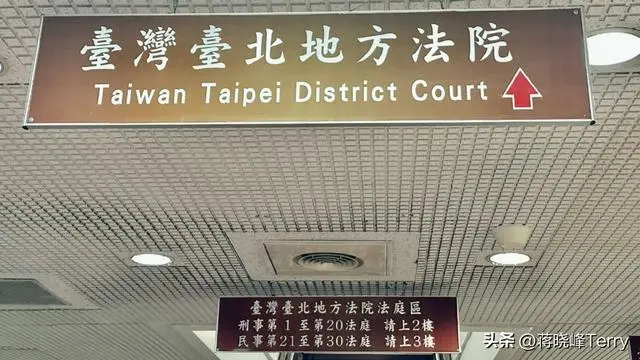 臺灣臺北地方法院
Taiwan Taipei District Court
臺灣臺北地方法院法庭區
刑事第1至第20法庭 請上2樓
民事第21至第30法庭 請上3樓
头条 @蒋晓峰Terry